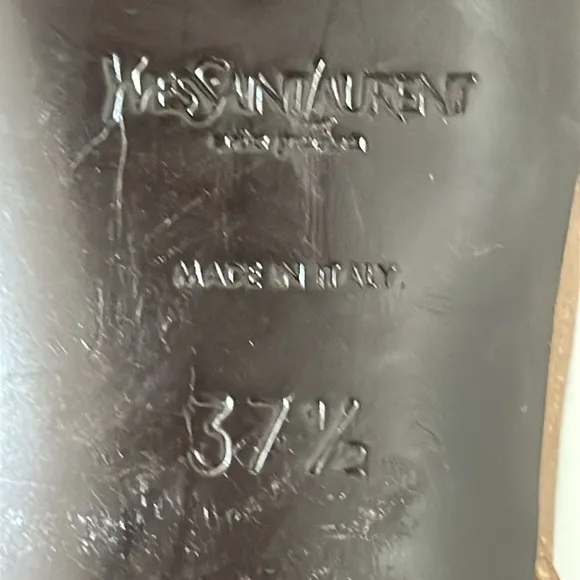 YVESSAINTLAURENT
MADE IN ITALY.
37½